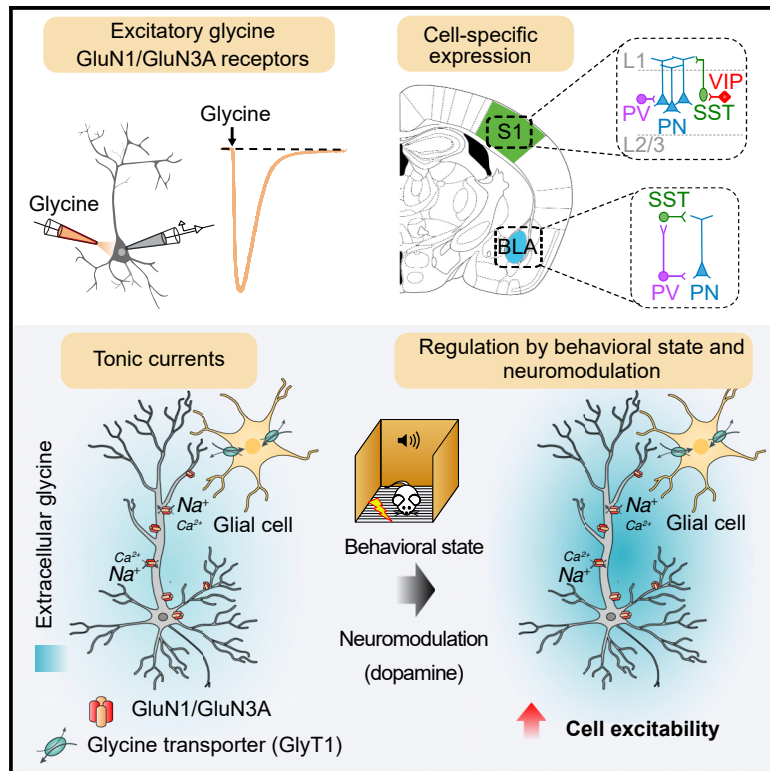 Excitatory glycine
GluN1/GluN3A receptors
Glycine
Glycine
Cell-specific
expression
S1
BLA
L1
VIP
PV
SST
PN
L2/3
SST
PV
PN
Tonic currents
Extracellular glycine
Na⁺
Ca²⁺
Glial cell
Ca²⁺
Na⁺
GluN1/GluN3A
Glycine transporter (GlyT1)
Regulation by behavioral state and
neuromodulation
Behavioral state
Neuromodulation
(dopamine)
Na⁺
Ca²⁺
Glial cell
Ca²⁺
Na⁺
Cell excitability